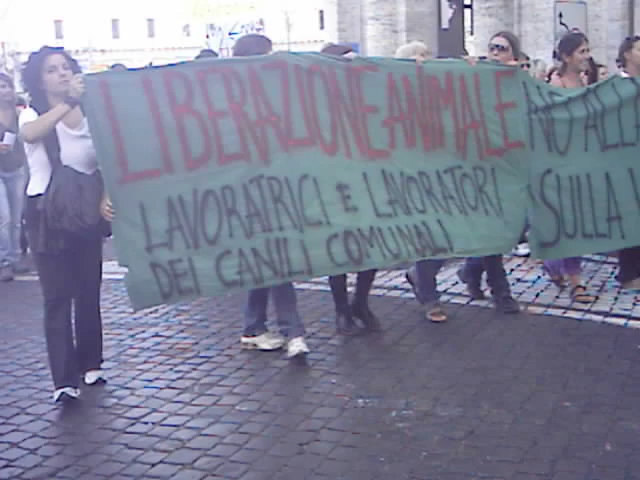 LIBERAZIONE ANIMALE
LAVORATRICI E LAVORATORI
DEI CANILI COMUNALI
NO ALL
SULLA